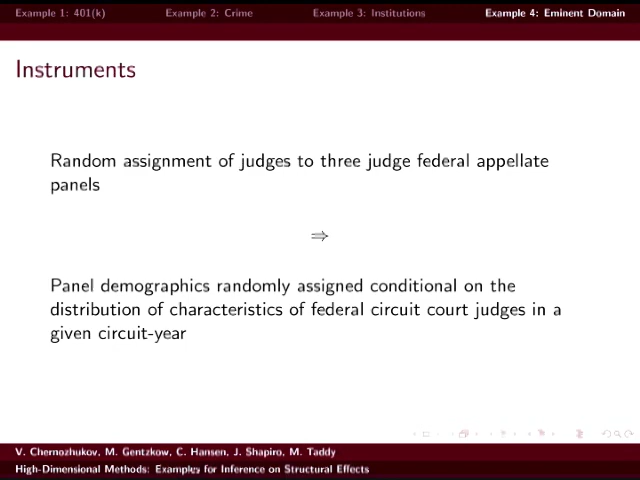 Example 1: 401(k) Example 2: Crime Example 3: Institutions Example 4: Eminent Domain
Instruments
Random assignment of judges to three judge federal appellate
panels
⇒
Panel demographics randomly assigned conditional on the
distribution of characteristics of federal circuit court judges in a
given circuit-year
V. Chernozhukov, M. Gentzkow, C. Hansen, J. Shapiro, M. Taddy
High-Dimensional Methods: Examples for Inference on Structural Effects